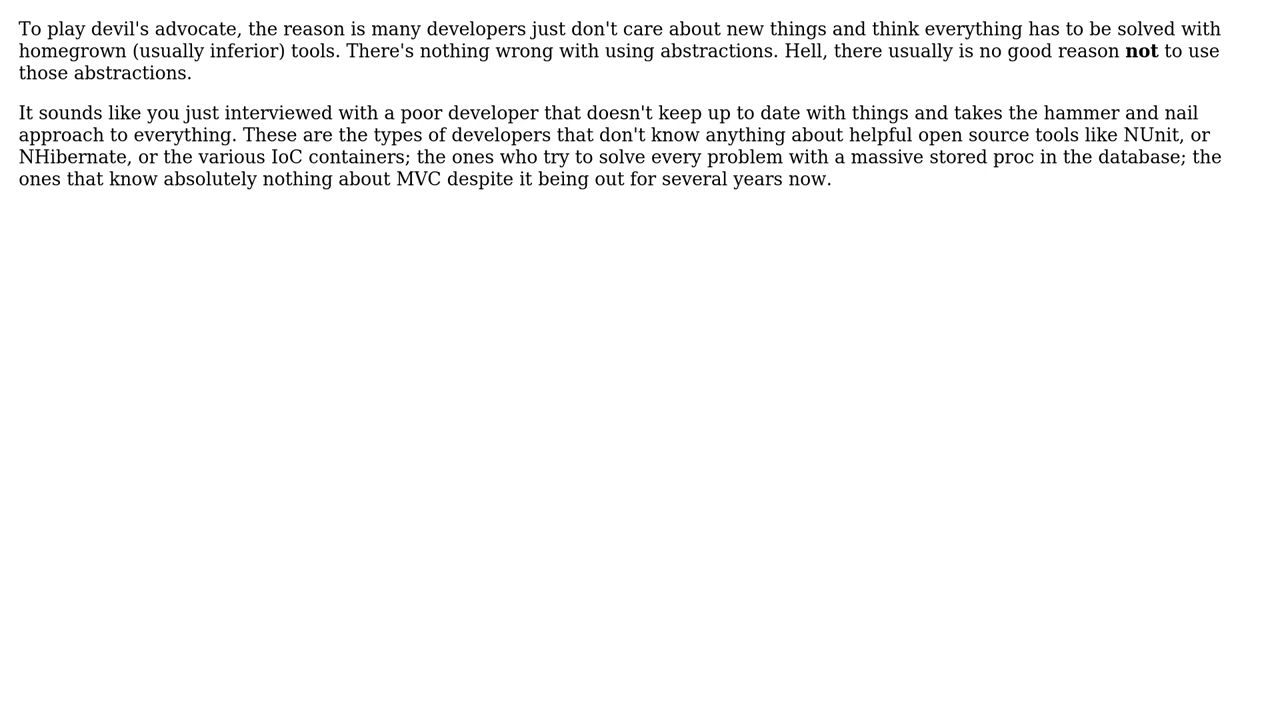 To play devil's advocate, the reason is many developers just don't care about new things and think everything has to be solved with
homegrown (usually inferior) tools. There's nothing wrong with using abstractions. Hell, there usually is no good reason not to use
those abstractions.
It sounds like you just interviewed with a poor developer that doesn't keep up to date with things and takes the hammer and nail
approach to everything. These are the types of developers that don't know anything about helpful open source tools like NUnit, or
NHibernate, or the various IoC containers; the ones who try to solve every problem with a massive stored proc in the database; the
ones that know absolutely nothing about MVC despite it being out for several years now.